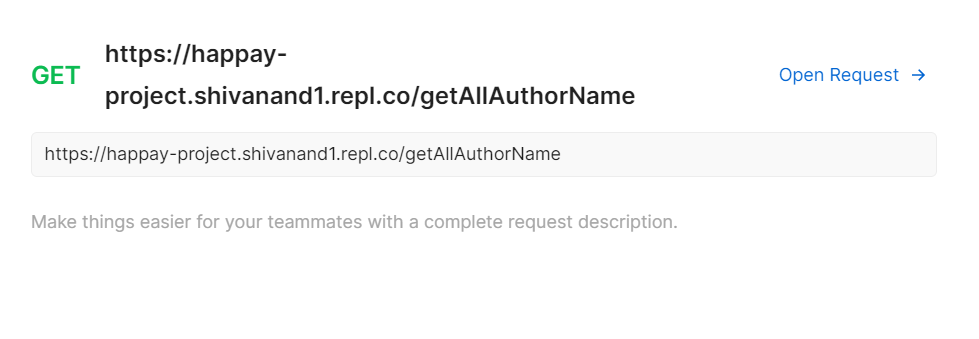 GET
https://happay-
project.shivanand1.repl.co/getAllAuthorName
Open Request →
https://happay-project.shivanand1.repl.co/getAllAuthorName
Make things easier for your teammates with a complete request description.